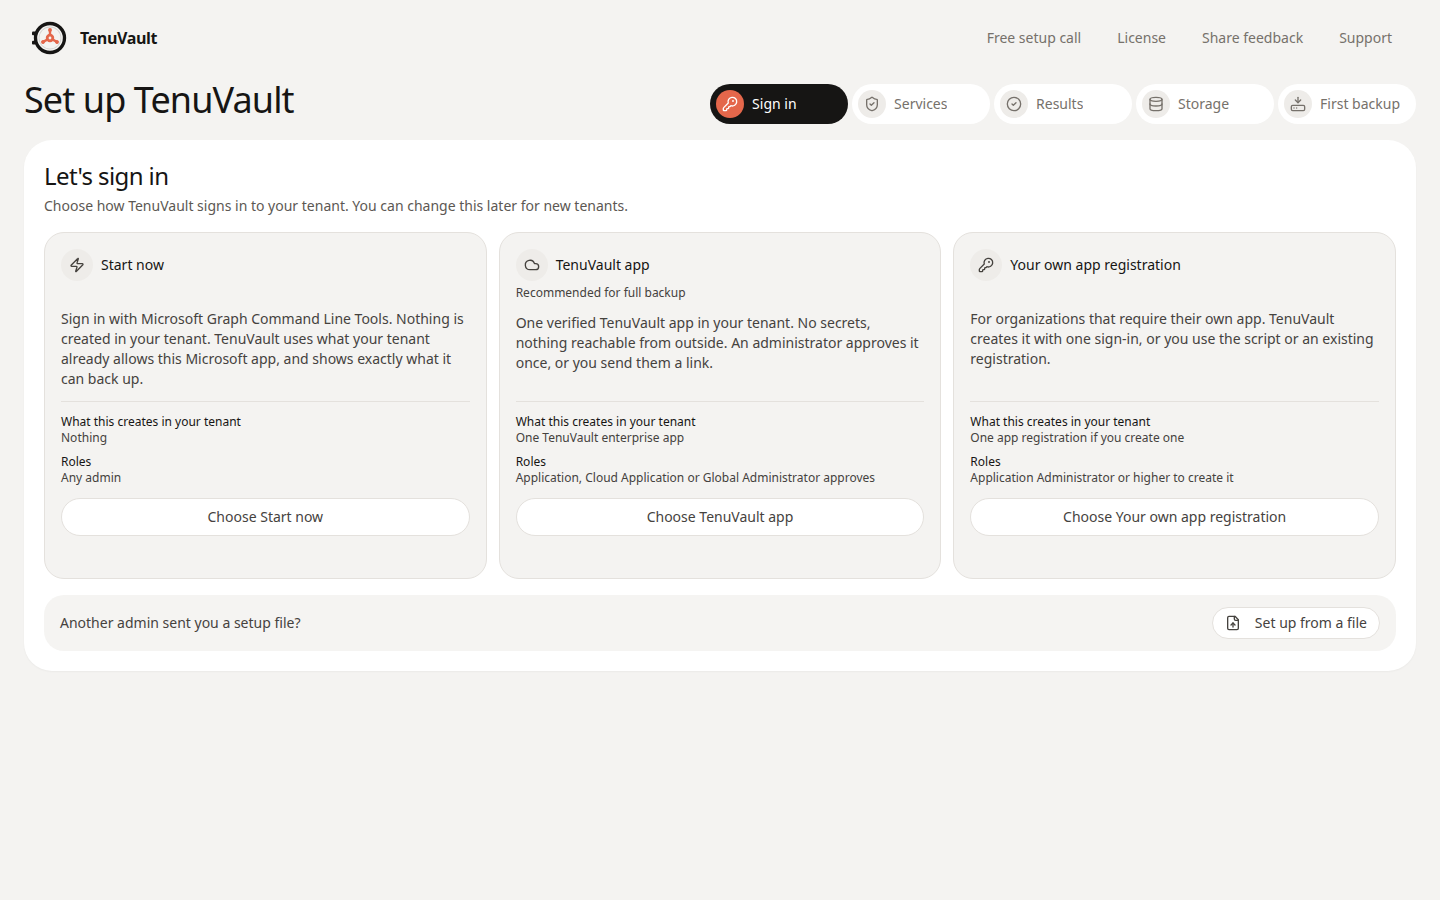 TenuVault
Free setup call
License
Share feedback
Support
Set up TenuVault
Sign in
Services
Results
Storage
First backup
Let's sign in
Choose how TenuVault signs in to your tenant. You can change this later for new tenants.
Start now
Sign in with Microsoft Graph Command Line Tools. Nothing is
created in your tenant. TenuVault uses what your tenant
already allows this Microsoft app, and shows exactly what it
can back up.
What this creates in your tenant
Nothing
Roles
Any admin
Choose Start now
TenuVault app
Recommended for full backup
One verified TenuVault app in your tenant. No secrets,
nothing reachable from outside. An administrator approves it
once, or you send them a link.
What this creates in your tenant
One TenuVault enterprise app
Roles
Application, Cloud Application or Global Administrator approves
Choose TenuVault app
Your own app registration
For organizations that require their own app. TenuVault
creates it with one sign-in, or you use the script or an existing
registration.
What this creates in your tenant
One app registration if you create one
Roles
Application Administrator or higher to create it
Choose Your own app registration
Another admin sent you a setup file?
Set up from a file